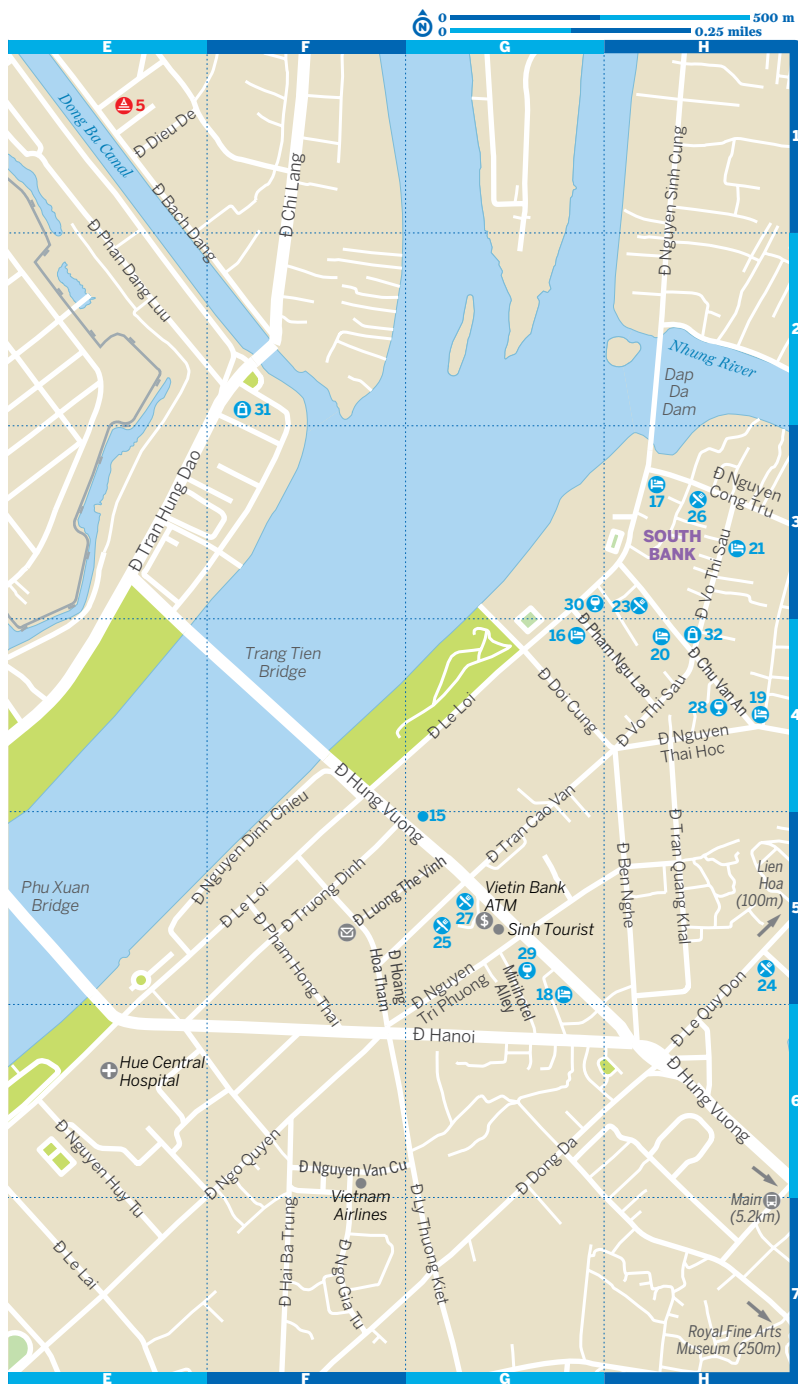 N
0 500 m
0 0.25 miles
E F G H
1
2
3
4
5
6
7
5
Đ Dieu De
Dong Ba Canal
Đ Bach Dang
Đ Chi Lang
Đ Nguyen Sinh Cung
Đ Phan Dang Luu
Nhung River
Dap
Da
Dam
31
Đ Tran Hung Dao
17
26
Đ Nguyen
Cong Tru
SOUTH
BANK
21
Đ Vo Thi Sau
30
23
16
20
32
Đ Pham Ngu Lao
Đ Chu Van An
Trang Tien
Bridge
Đ Doi Cung
Đ Vo Thi Sau
28
19
Đ Le Loi
Đ Nguyen
Thai Hoc
Đ Hung Vuong
15
Đ Nguyen Dinh Chieu
Đ Tran Cao Van
Đ Ben Nghe
Đ Tran Quang Khai
Lien
Hoa
(100m)
Phu Xuan
Bridge
Đ Le Loi
Đ Truong Dinh
Đ Luong The Vinh
Vietin Bank
ATM
$
27
25
Sinh Tourist
Đ Pham Hong Thai
Đ Hoang
Hoa Tham
Đ Nguyen
Tri Phuong
29
Minihotel
Alley
18
24
Đ Le Quy Don
Đ Hanoi
Hue Central
Hospital
Đ Hung Vuong
Đ Nguyen Huy Tu
Đ Ngo Quyen
Đ Nguyen Van Cu
Vietnam
Airlines
Đ Dong Da
Main
(5.2km)
Đ Le Lai
Đ Hai Ba Trung
Đ Ngo Gia Tu
Đ Ly Thuong Kiet
Royal Fine Arts
Museum (250m)
E F G H